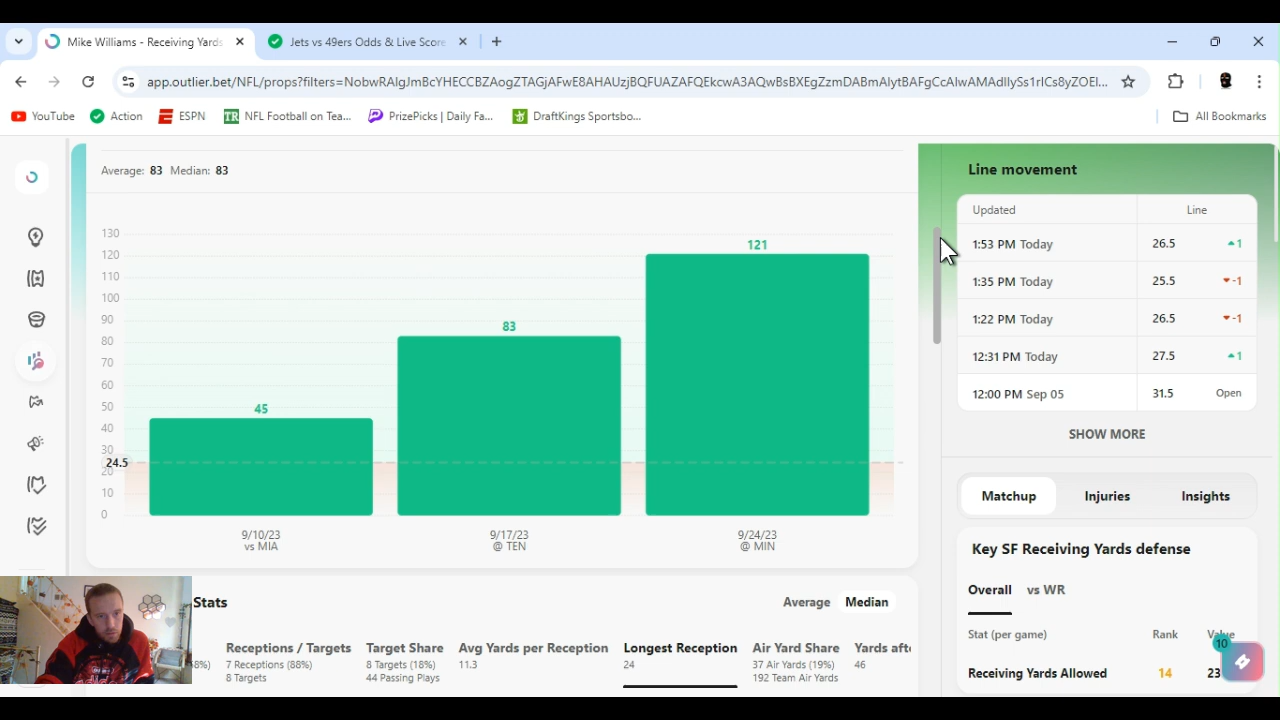 Mike Williams - Receiving Yards
Jets vs 49ers Odds & Live Score
app.outlier.bet/NFL/props?filters=
YouTube
Action
ESPN
NFL Football on Tea...
PrizePicks | Daily Fa...
DraftKings Sportsbo...
All Bookmarks
Average: 83 Median: 83
130
120
110
100
90
80
70
60
50
40
30
24.5
20
10
0
45
83
121
9/10/23
vs MIA
9/17/23
@ TEN
9/24/23
@ MIN
Stats
Average Median
Receptions / Targets
7 Receptions (88%)
8 Targets
Target Share
8 Targets (18%)
44 Passing Plays
Avg Yards per Reception
11.3
Longest Reception
24
Air Yard Share
37 Air Yards (19%)
192 Team Air Yards
Yards aft
46
Line movement
Updated Line
1:53 PM Today 26.5 1
1:35 PM Today 25.5 -1
1:22 PM Today 26.5 -1
12:31 PM Today 27.5 1
12:00 PM Sep 05 31.5 Open
SHOW MORE
Matchup Injuries Insights
Key SF Receiving Yards defense
Overall vs WR
Stat (per game) Rank Value
10
Receiving Yards Allowed 14 23